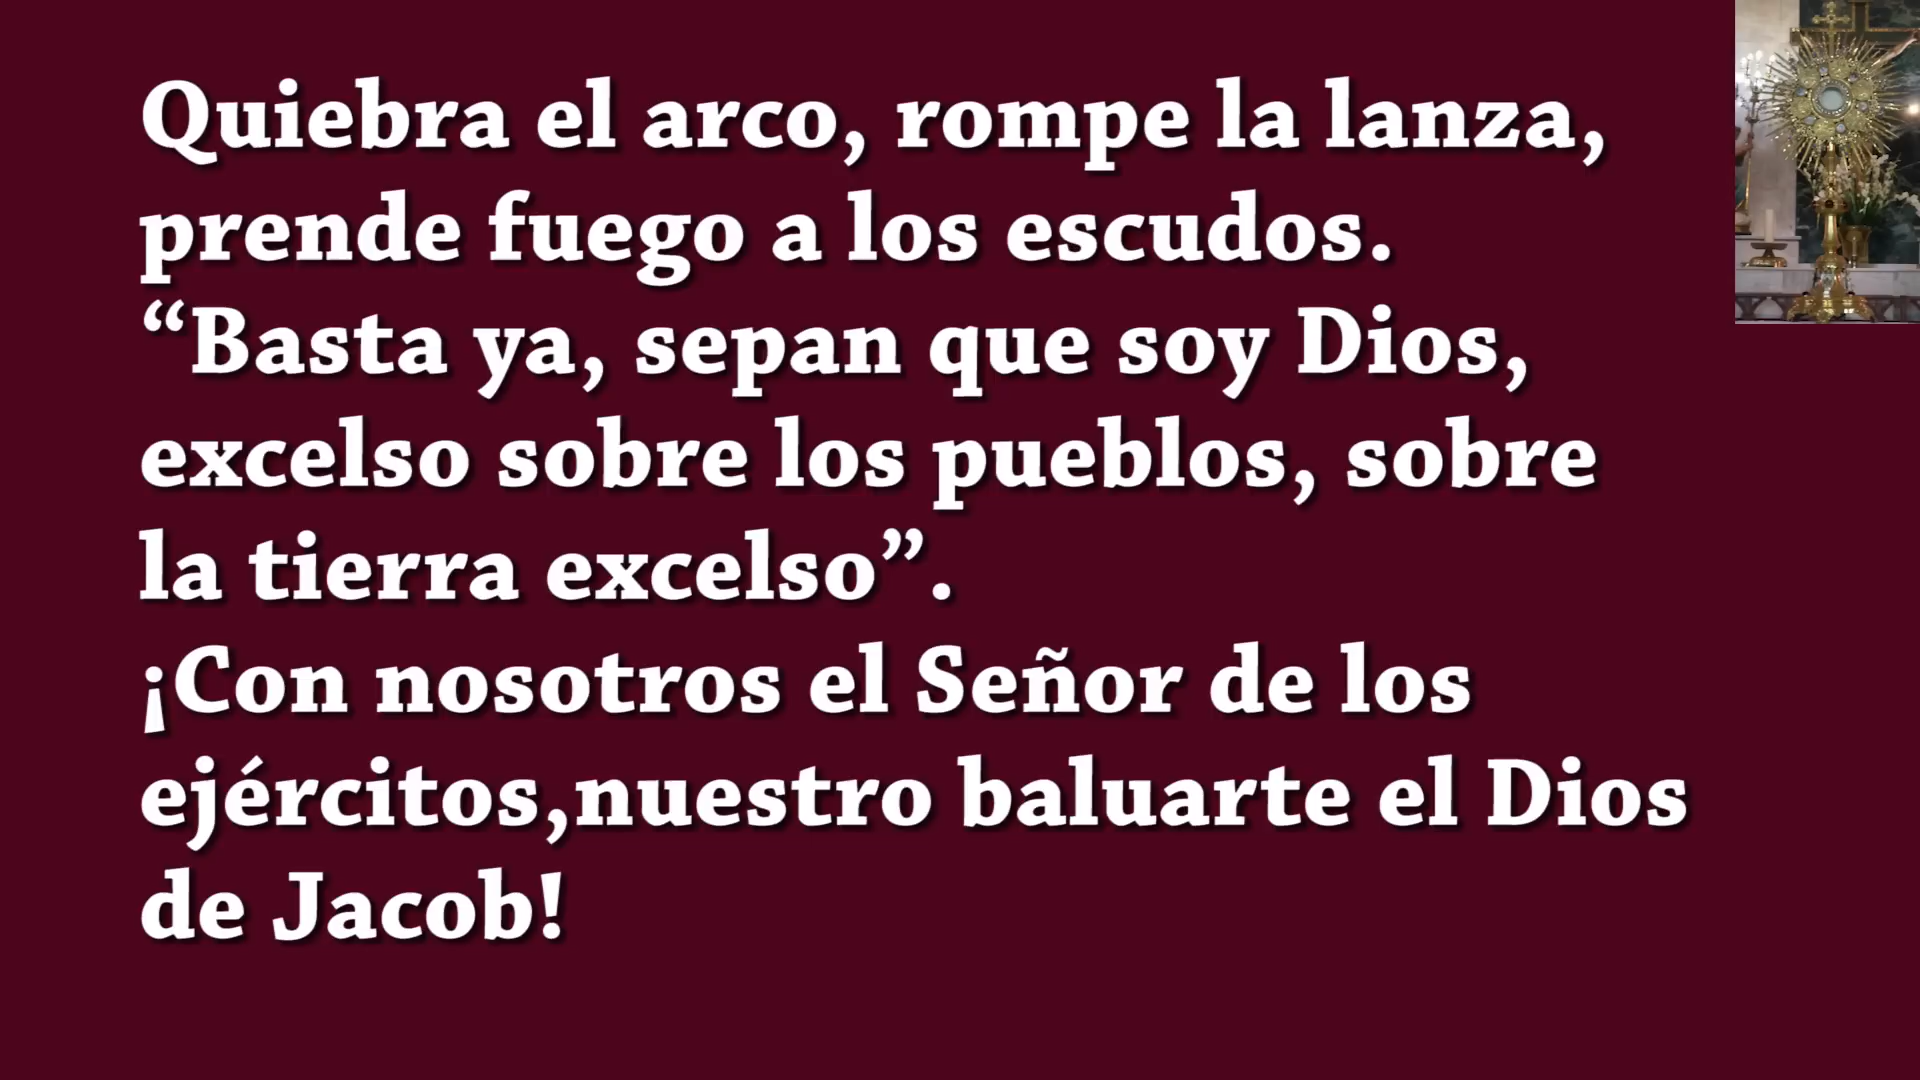 Quiebra el arco, rompe la lanza,
prende fuego a los escudos.
“Basta ya, sepan que soy Dios,
excelso sobre los pueblos, sobre
la tierra excelso”.
¡Con nosotros el Señor de los
ejércitos,nuestro baluarte el Dios
de Jacob!